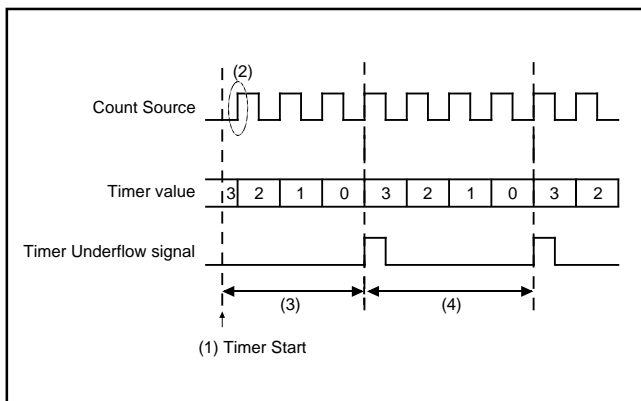 (2)
Count Source
Timer value 3 2 1 0 3 2 1 0 3 2
Timer Underflow signal
(3) (4)
(1) Timer Start